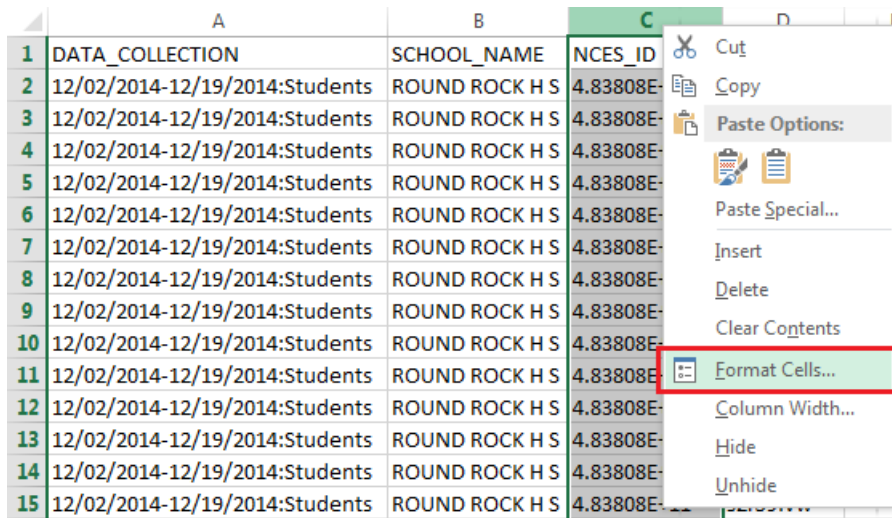 A B C D
1 DATA_COLLECTION SCHOOL_NAME NCES_ID
2 12/02/2014-12/19/2014:Students ROUND ROCK H S 4.83808E+
3 12/02/2014-12/19/2014:Students ROUND ROCK H S 4.83808E+
4 12/02/2014-12/19/2014:Students ROUND ROCK H S 4.83808E+
5 12/02/2014-12/19/2014:Students ROUND ROCK H S 4.83808E+
6 12/02/2014-12/19/2014:Students ROUND ROCK H S 4.83808E+
7 12/02/2014-12/19/2014:Students ROUND ROCK H S 4.83808E+
8 12/02/2014-12/19/2014:Students ROUND ROCK H S 4.83808E+
9 12/02/2014-12/19/2014:Students ROUND ROCK H S 4.83808E+
10 12/02/2014-12/19/2014:Students ROUND ROCK H S 4.83808E+
11 12/02/2014-12/19/2014:Students ROUND ROCK H S 4.83808E
12 12/02/2014-12/19/2014:Students ROUND ROCK H S 4.83808E+
13 12/02/2014-12/19/2014:Students ROUND ROCK H S 4.83808E+
14 12/02/2014-12/19/2014:Students ROUND ROCK H S 4.83808E+
15 12/02/2014-12/19/2014:Students ROUND ROCK H S 4.83808E+11
Cut
Copy
Paste Options:
Paste Special...
Insert
Delete
Clear Contents
Format Cells...
Column Width...
Hide
Unhide